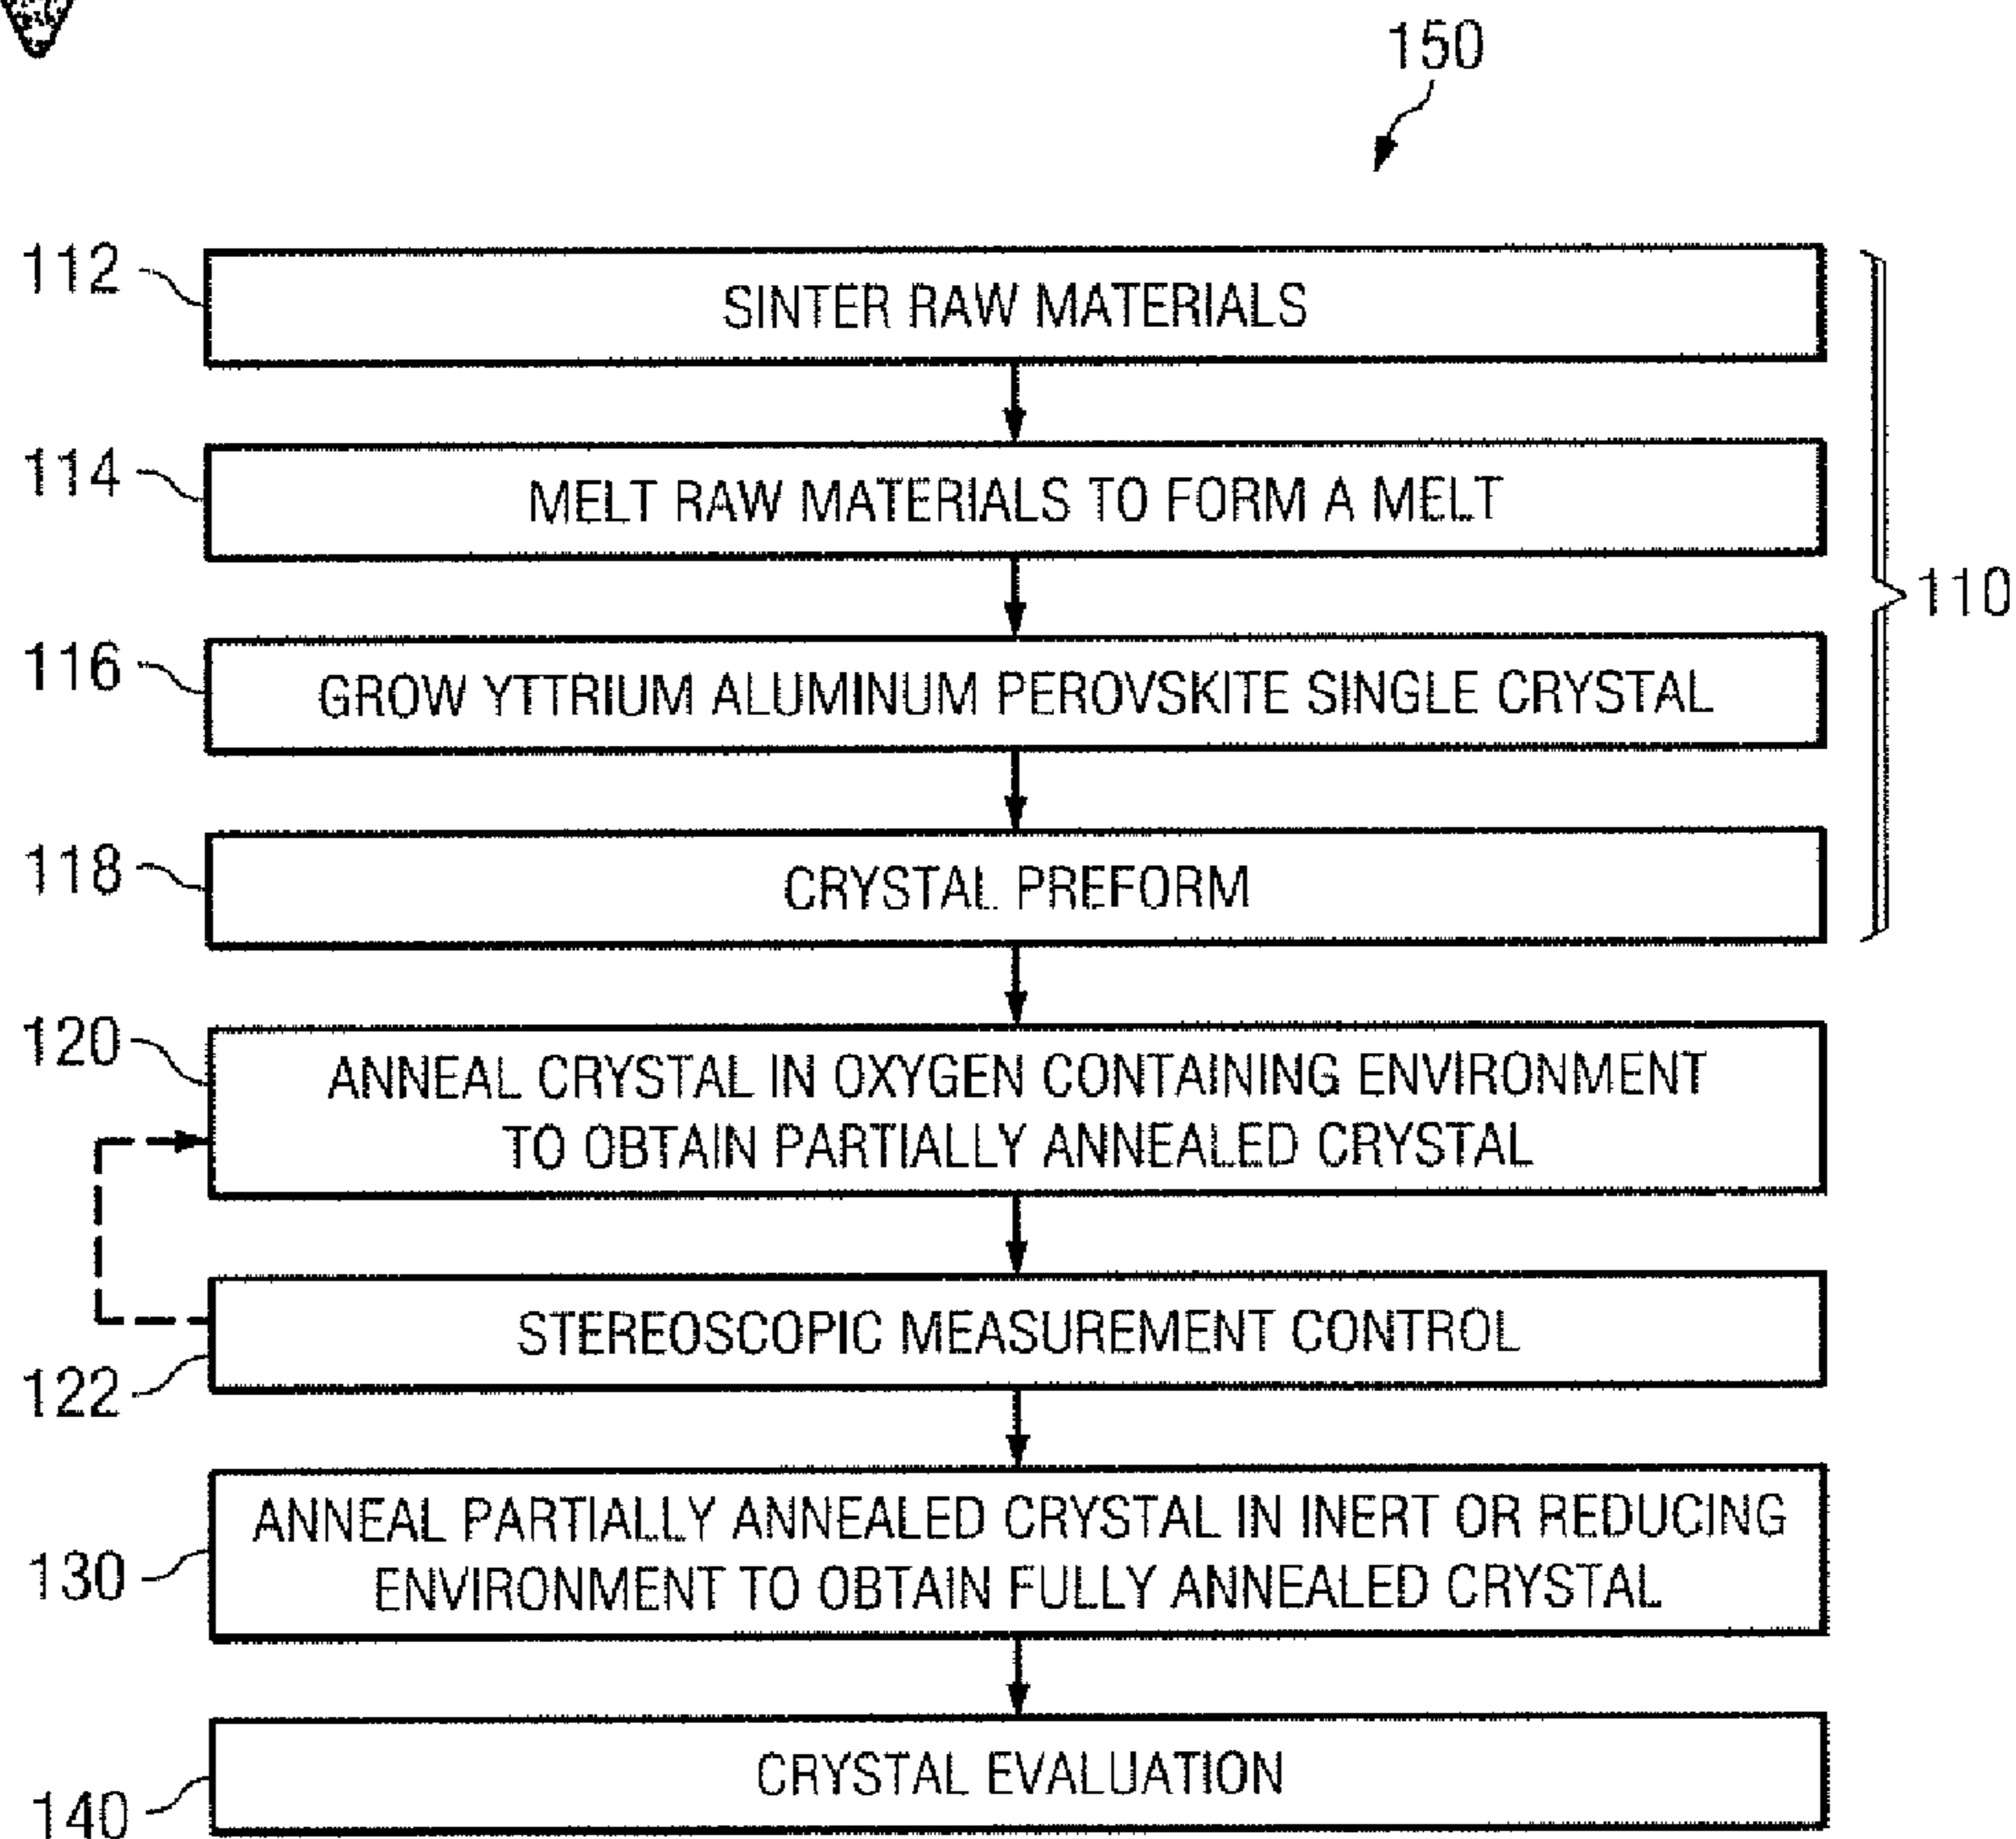 150
112
SINTER RAW MATERIALS
114
MELT RAW MATERIALS TO FORM A MELT
110
116
GROW YTTRIUM ALUMINUM PEROVSKITE SINGLE CRYSTAL
118
CRYSTAL PREFORM
120
ANNEAL CRYSTAL IN OXYGEN CONTAINING ENVIRONMENT
TO OBTAIN PARTIALLY ANNEALED CRYSTAL
STEREOSCOPIC MEASUREMENT CONTROL
122
ANNEAL PARTIALLY ANNEALED CRYSTAL IN INERT OR REDUCING
ENVIRONMENT TO OBTAIN FULLY ANNEALED CRYSTAL
130
CRYSTAL EVALUATION
140